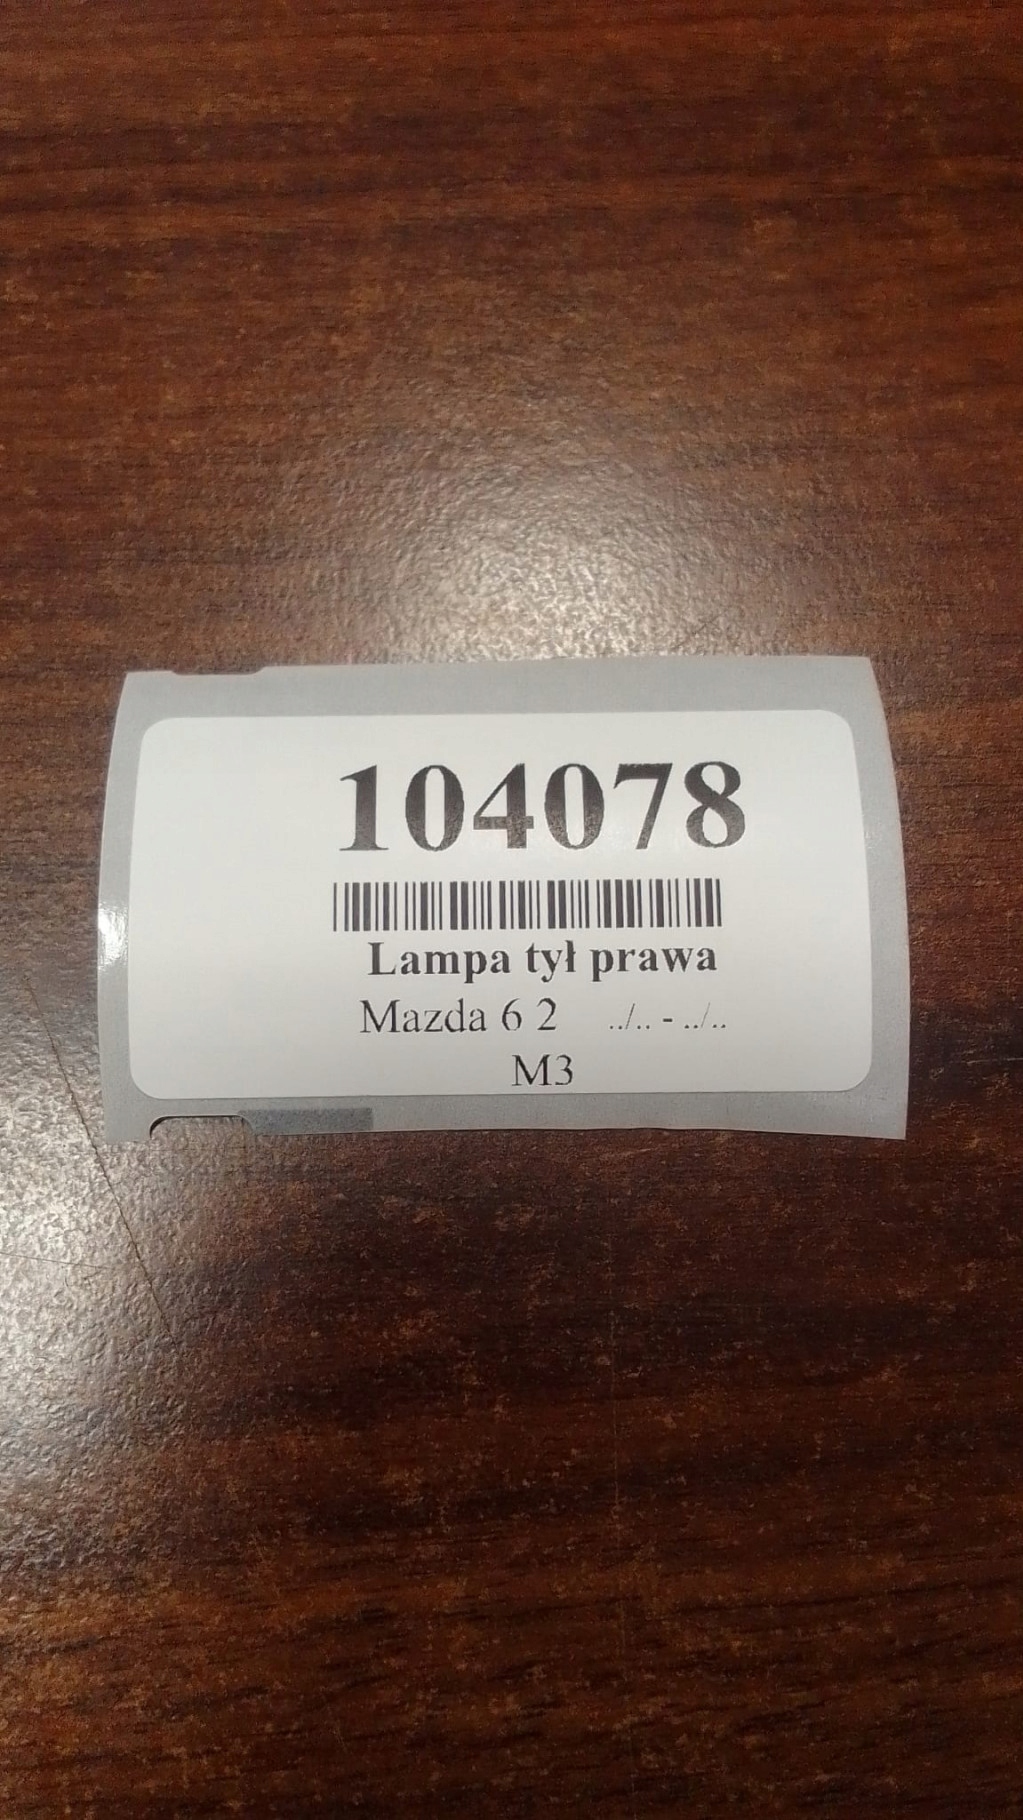 104078
Lampa tył prawa
Mazda 6 2 ../.. - ../..
M3